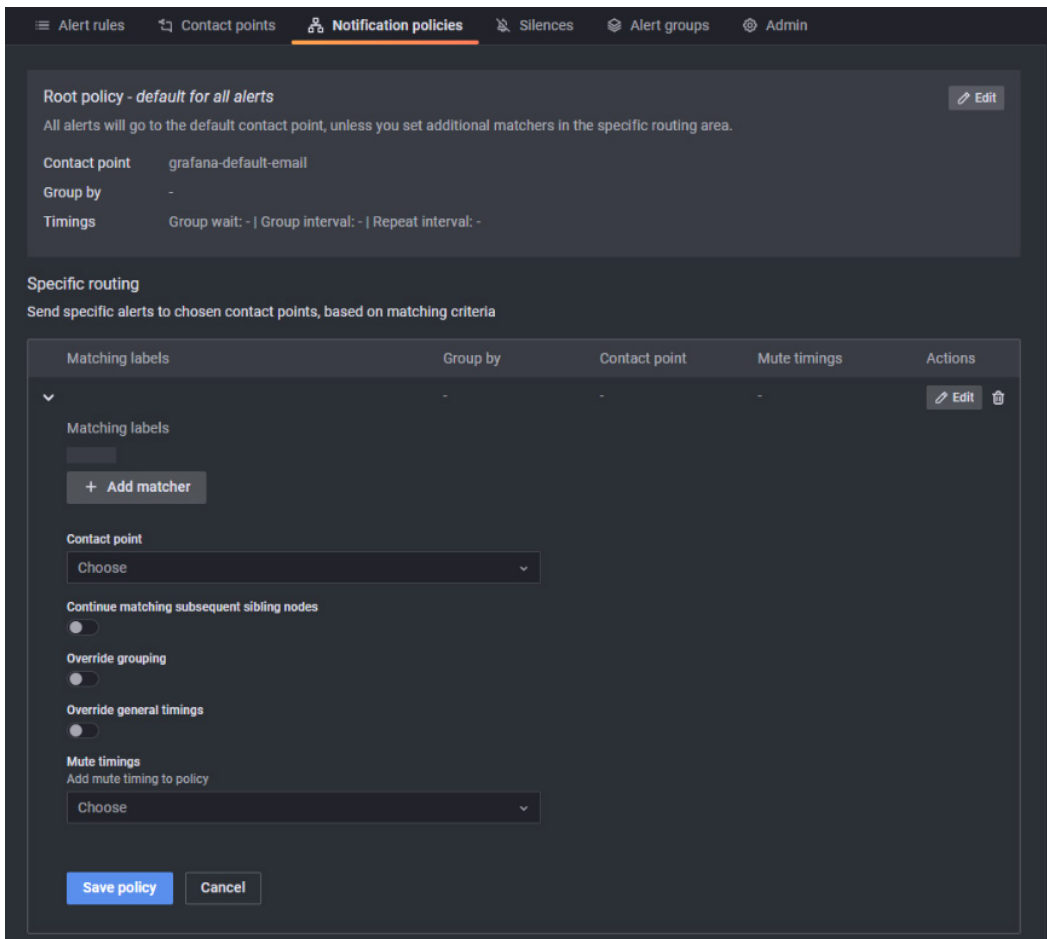 Alert rules Contact points Notification policies Silences Alert groups Admin
Root policy - default for all alerts Edit
All alerts will go to the default contact point, unless you set additional matchers in the specific routing area.
Contact point grafana-default-email
Group by -
Timings Group wait: - | Group interval: - | Repeat interval: -
Specific routing
Send specific alerts to chosen contact points, based on matching criteria
Matching labels Group by Contact point Mute timings Actions
- - - Edit
Matching labels
+ Add matcher
Contact point
Choose
Continue matching subsequent sibling nodes
Override grouping
Override general timings
Mute timings
Add mute timing to policy
Choose
Save policy Cancel